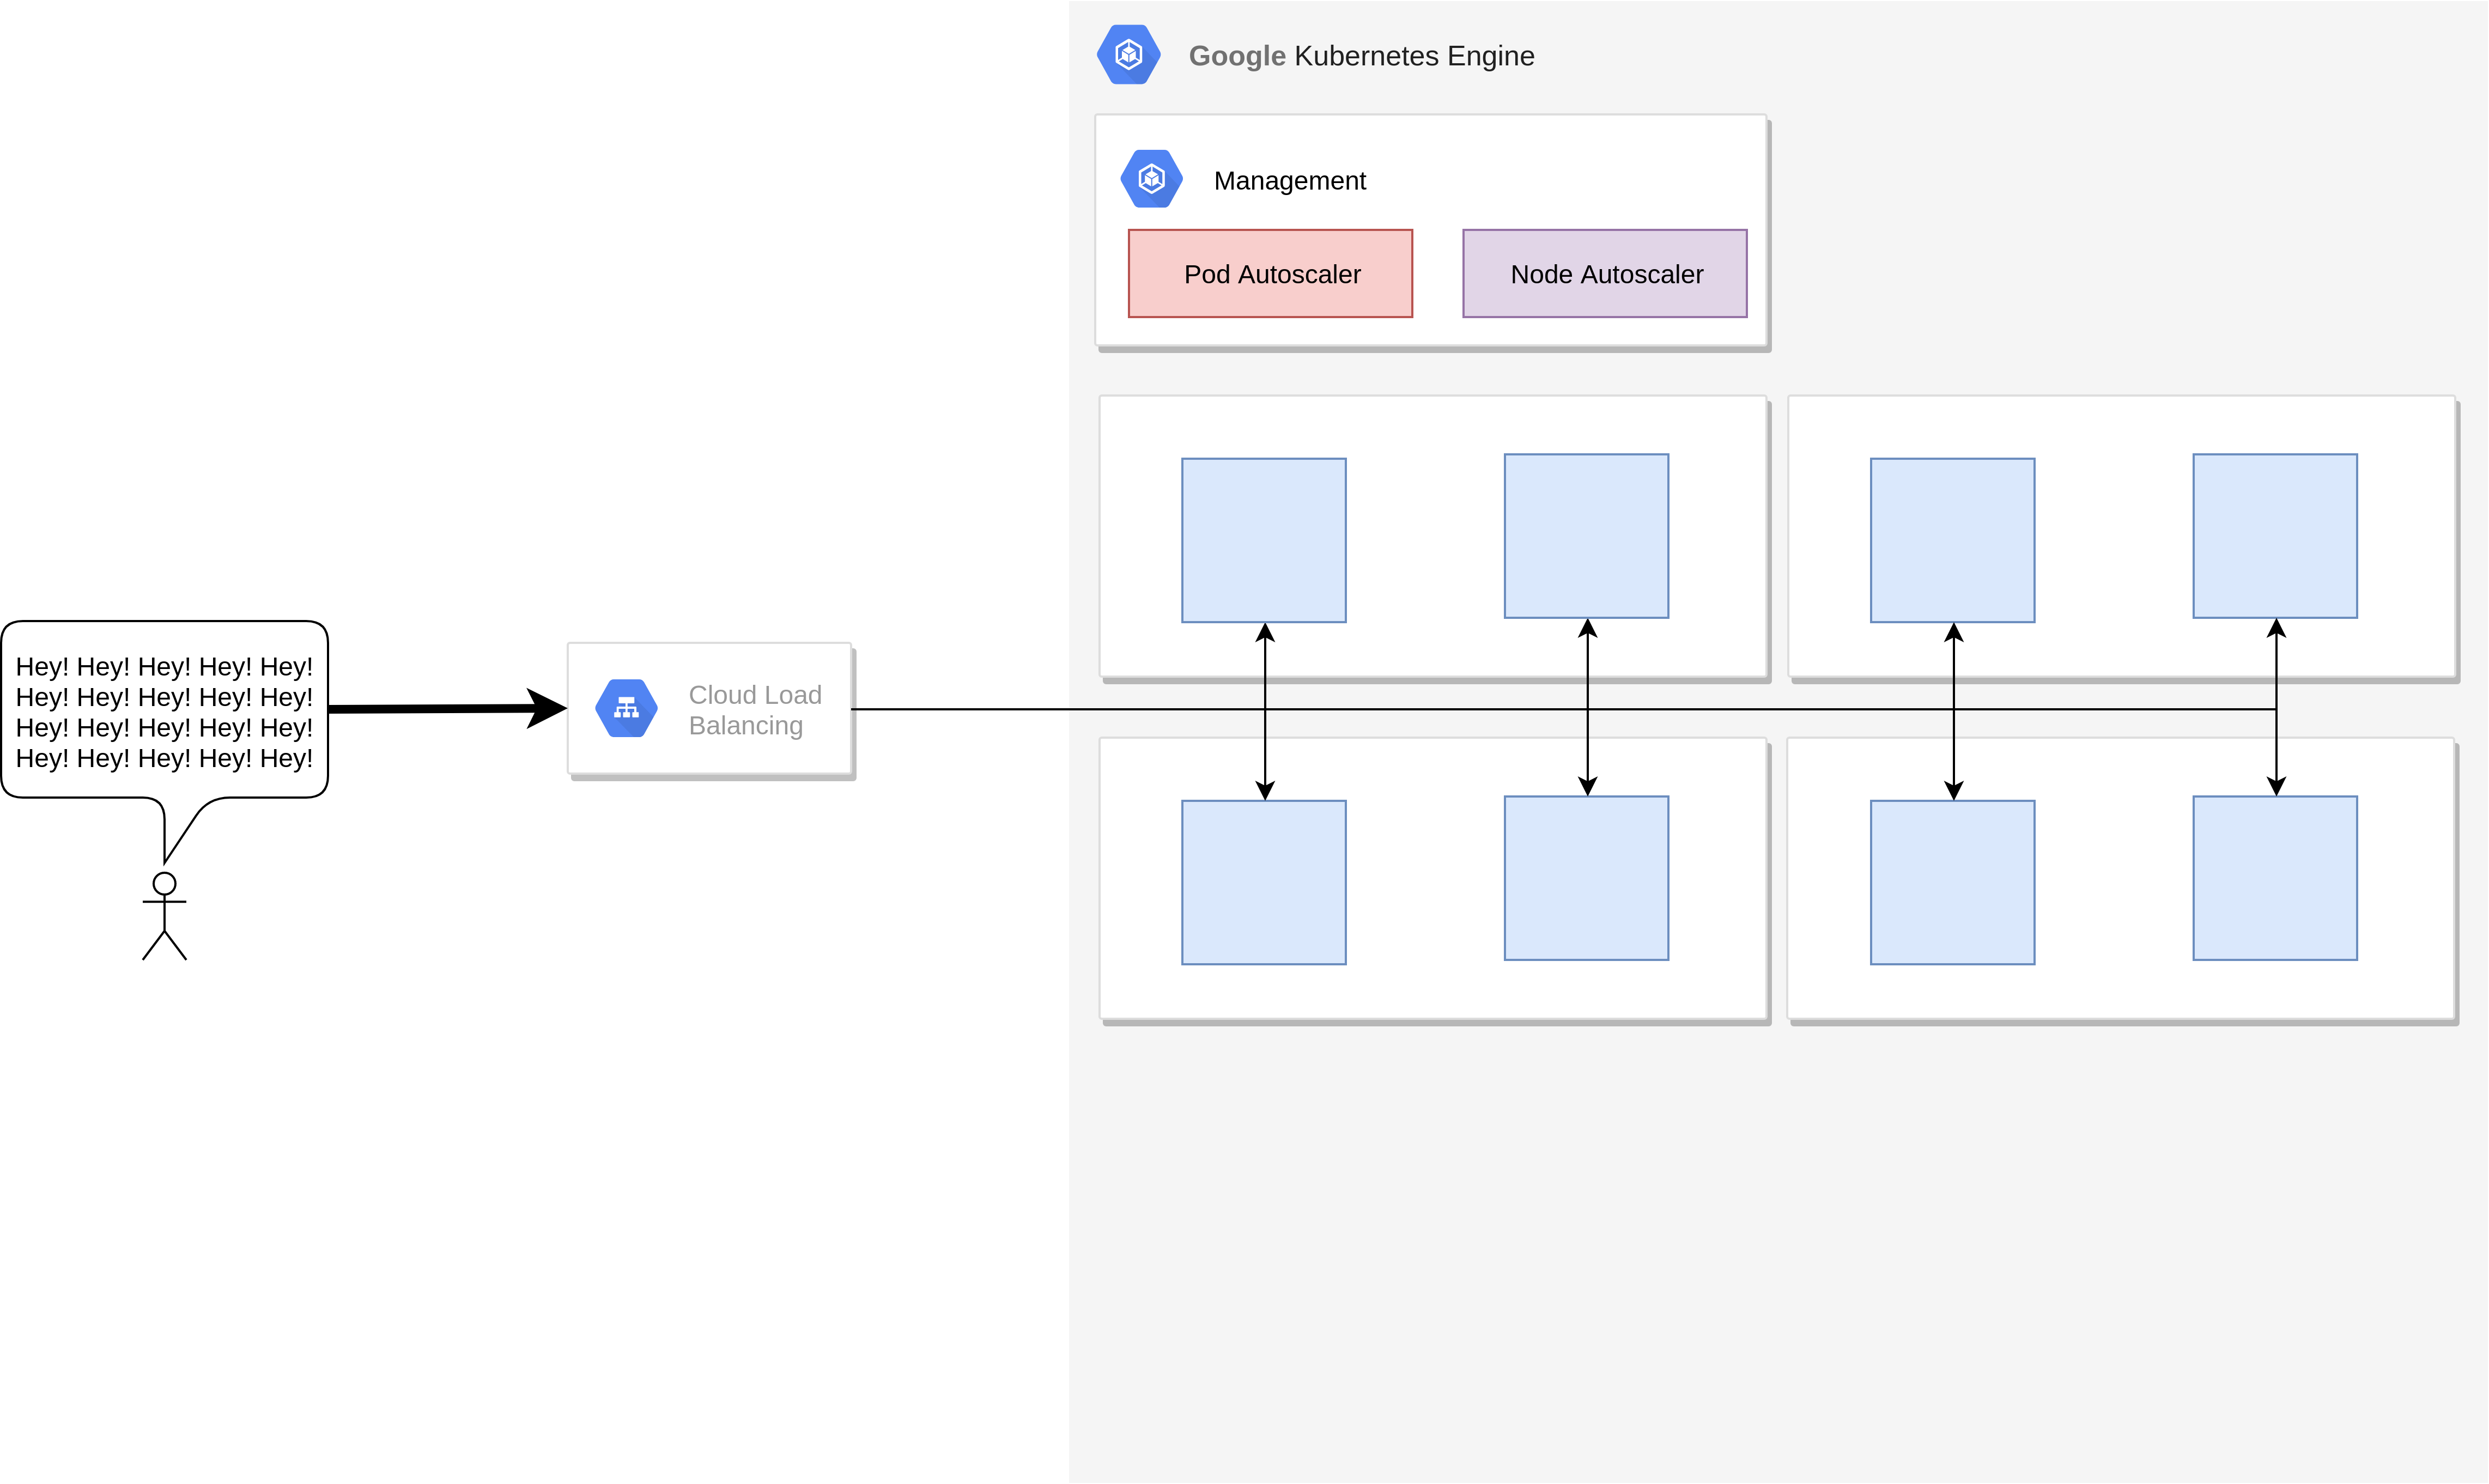 Google Kubernetes Engine
Management
Pod Autoscaler
Node Autoscaler
Hey! Hey! Hey! Hey! Hey!
Hey! Hey! Hey! Hey! Hey!
Hey! Hey! Hey! Hey! Hey!
Hey! Hey! Hey! Hey! Hey!
Cloud Load
Balancing